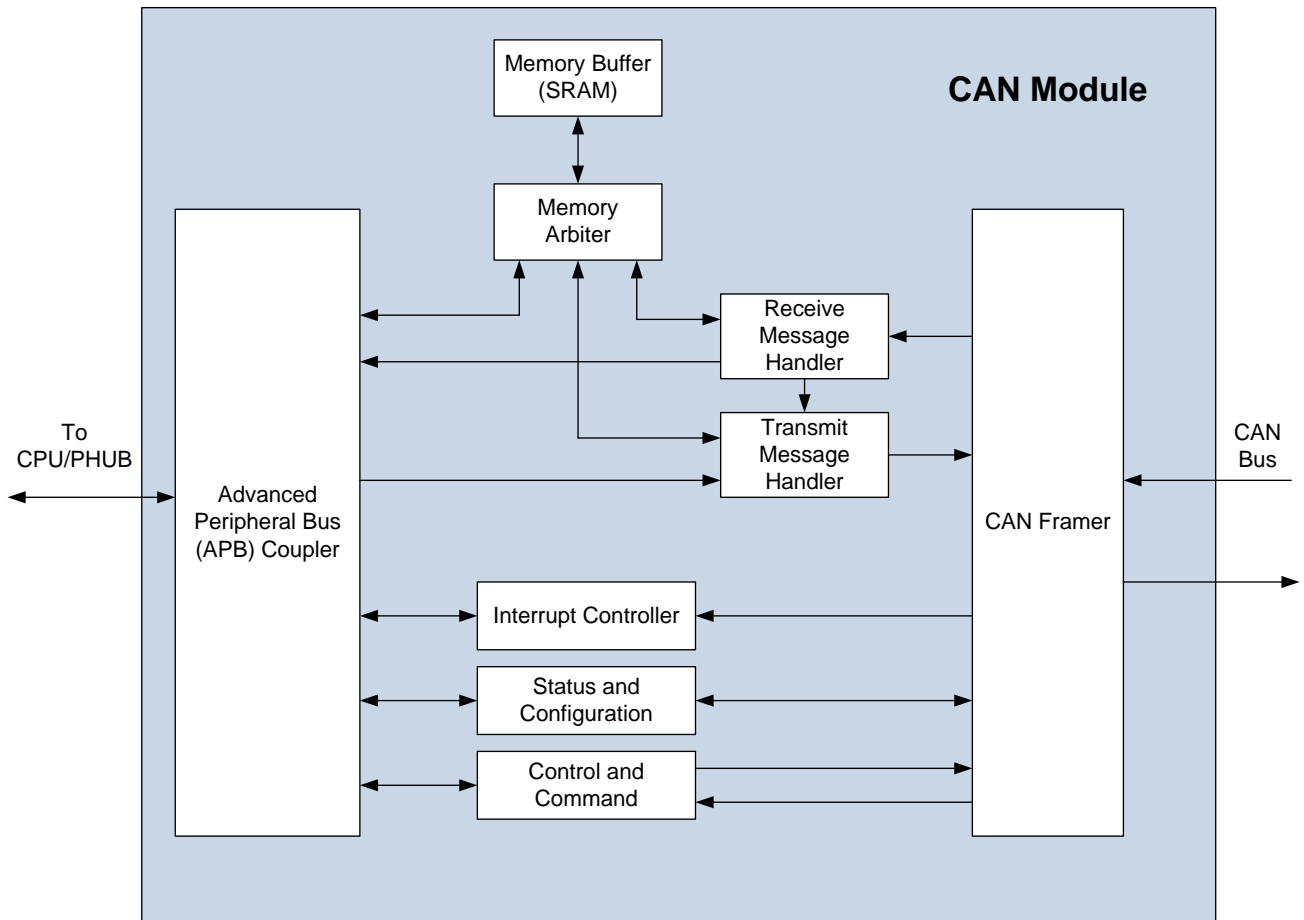 Memory Buffer
(SRAM)
CAN Module
Memory
Arbiter
Receive
Message
Handler
Transmit
Message
Handler
To
CPU/PHUB
Advanced
Peripheral Bus
(APB) Coupler
CAN Framer
CAN
Bus
Interrupt Controller
Status and
Configuration
Control and
Command